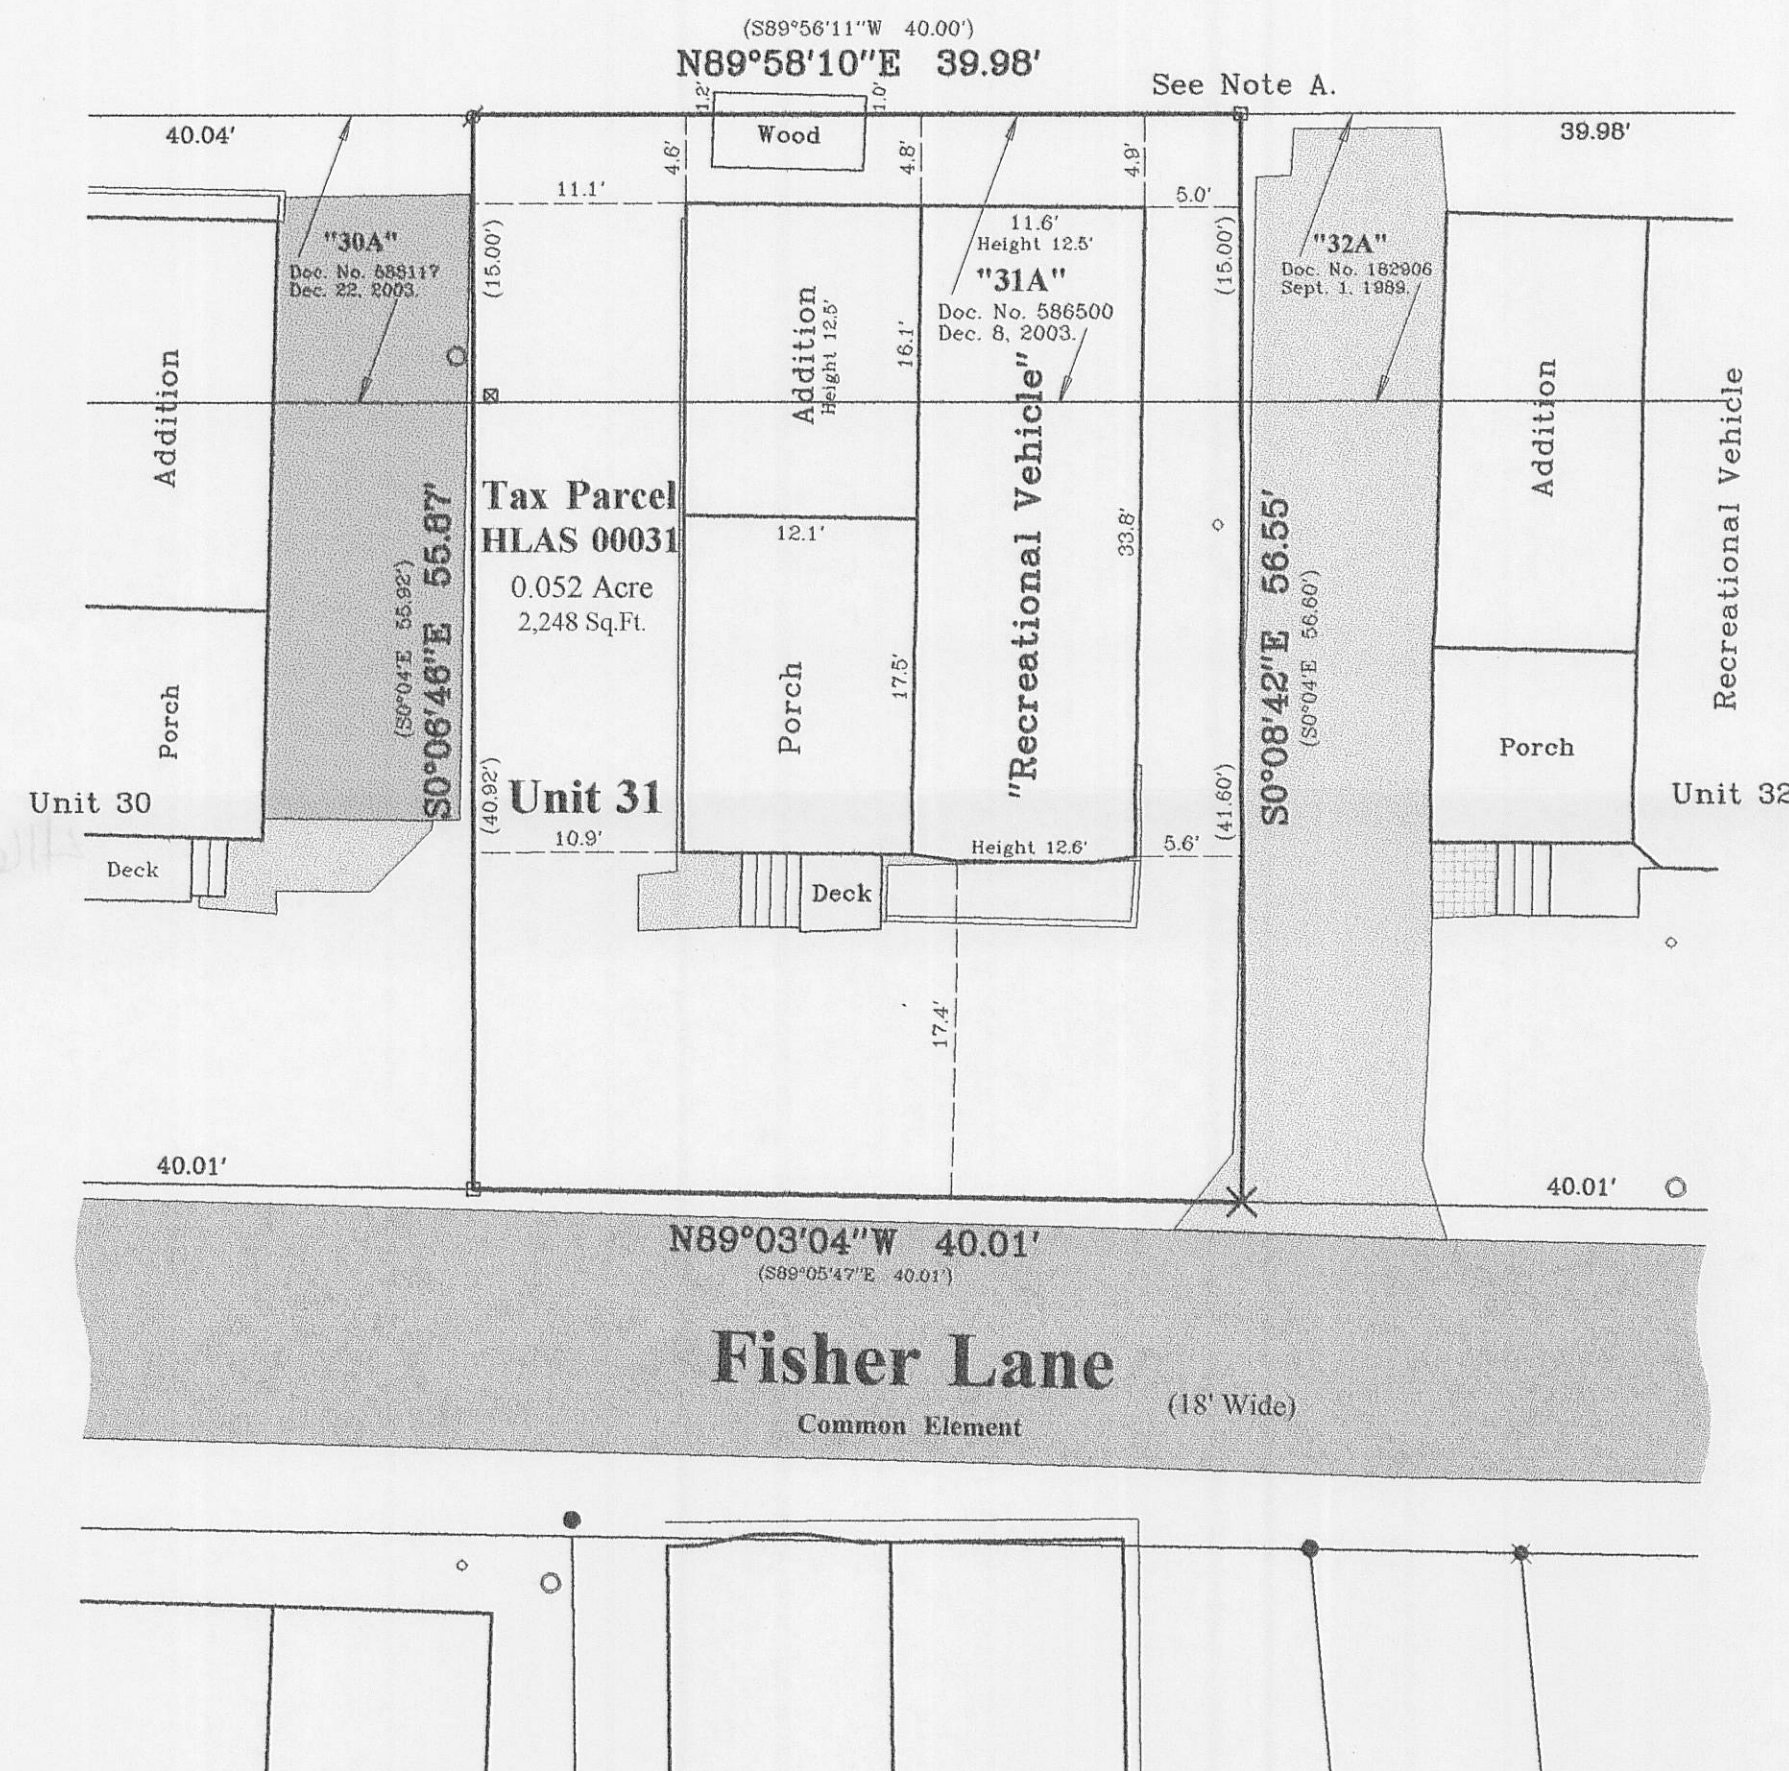 (S89°56'11"W 40.00')
N89°58'10"E 39.98'
See Note A.
40.04'
1.2'
1.0'
Wood
39.98'
4.6'
4.8'
4.9'
11.1'
5.0'
11.6'
Height 12.5'
(15.00')
(15.00')
"30A"
Dec. 22, 2003.
"31A"
Doc. No. 586500
Dec. 8, 2003.
"32A"
Doc. No. 182906
Sept. 1, 1989.
Addition
Addition
Height 12.5'
16.1'
"Recreational Vehicle"
Addition
Recreational Vehicle
Tax Parcel
HLAS 00031
0.052 Acre
2,248 Sq.Ft.
12.1'
33.8'
(S0°04'E 55.92')
S0°06'46"E 55.87'
S0°08'42"E 56.55'
(S0°04'E 56.60')
Porch
Porch
17.5'
Porch
Unit 30
(40.92')
Unit 31
(41.60')
Unit 32
10.9'
Height 12.6'
5.6'
Deck
Deck
17.4'
40.01'
40.01'
N89°03'04"W 40.01'
(S89°05'47"E 40.01')
Fisher Lane
(18' Wide)
Common Element